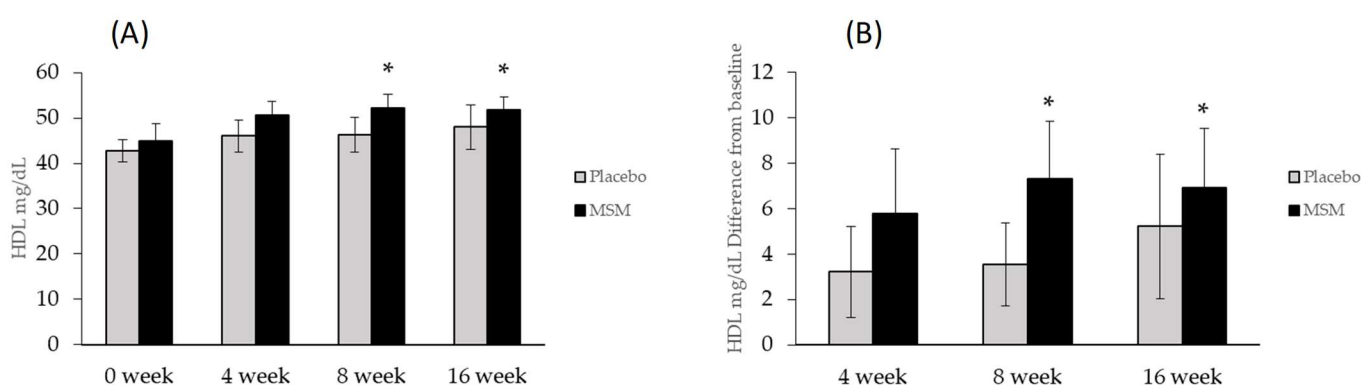 (A)
HDL mg/dL
60
50
40
30
20
10
0
*
*
0 week
4 week
8 week
16 week
Placebo
MSM
(B)
HDL mg/dL Difference from baseline
12
10
8
6
4
2
0
*
*
4 week
8 week
16 week
Placebo
MSM